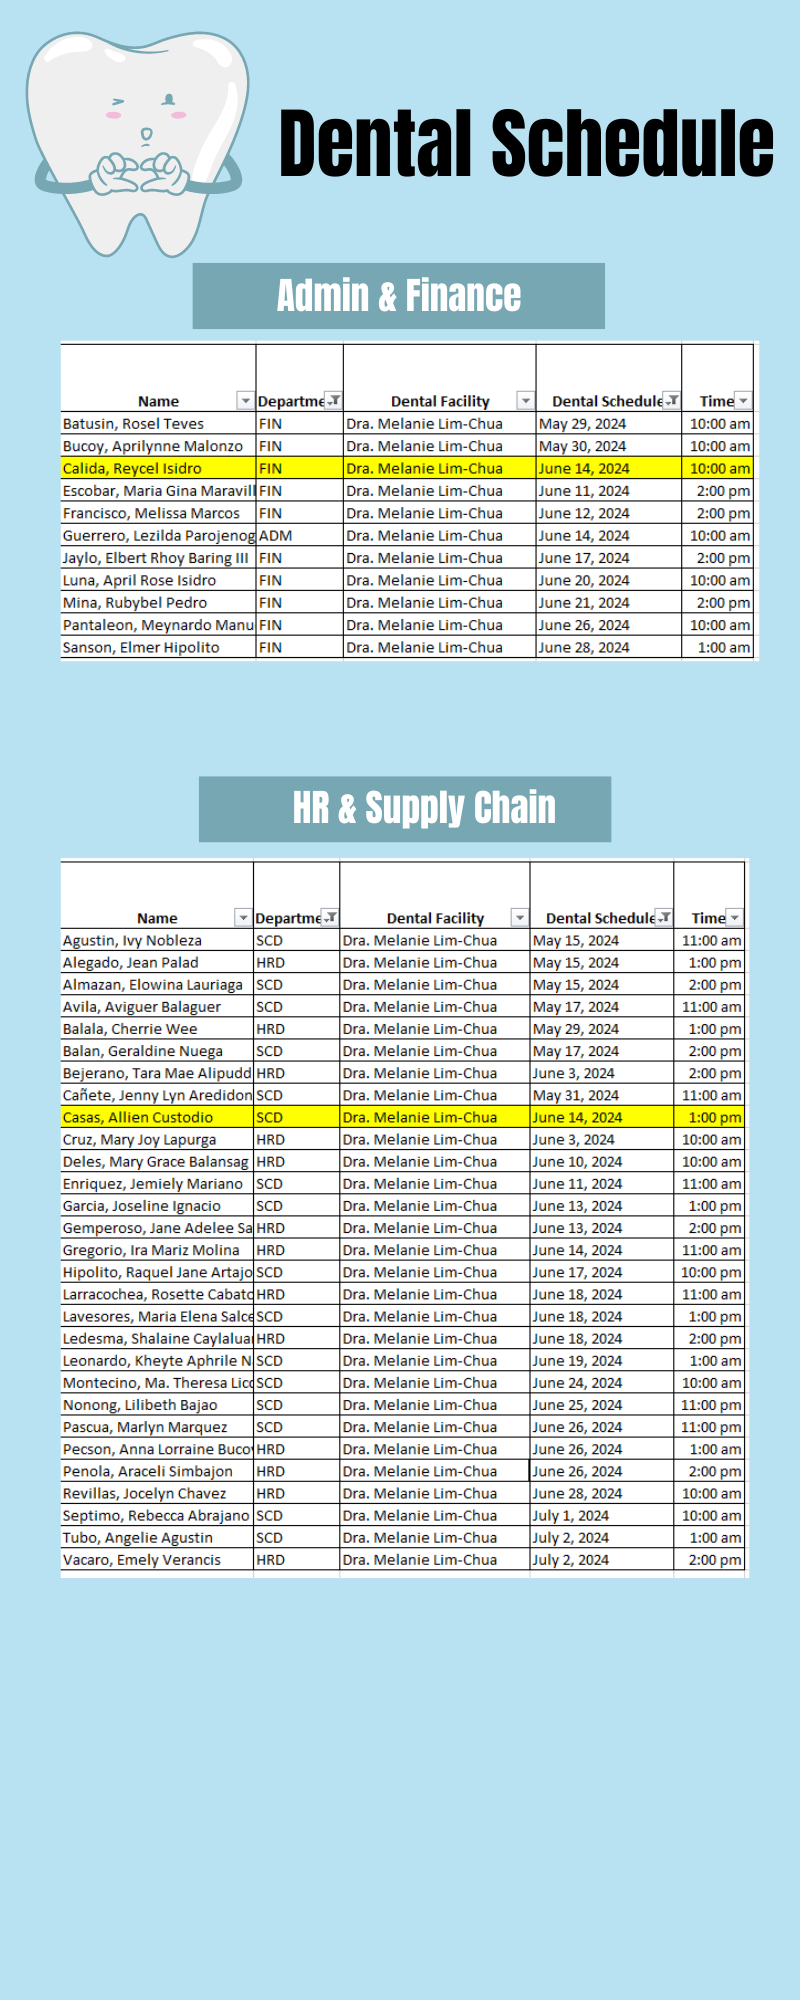 Dental Schedule
Admin & Finance
Name Departme Dental Facility Dental Schedule Time
Batusin, Rosel Teves FIN Dra. Melanie Lim-Chua May 29, 2024 10:00 am
Bucoy, Aprilynne Malonzo FIN Dra. Melanie Lim-Chua May 30, 2024 10:00 am
Calida, Reycel Isidro FIN Dra. Melanie Lim-Chua June 14, 2024 10:00 am
Escobar, Maria Gina Maravill FIN Dra. Melanie Lim-Chua June 11, 2024 2:00 pm
Francisco, Melissa Marcos FIN Dra. Melanie Lim-Chua June 12, 2024 2:00 pm
Guerrero, Lezilda Parojenog ADM Dra. Melanie Lim-Chua June 14, 2024 10:00 am
Jaylo, Elbert Rhoy Baring III FIN Dra. Melanie Lim-Chua June 17, 2024 2:00 pm
Luna, April Rose Isidro FIN Dra. Melanie Lim-Chua June 20, 2024 10:00 am
Mina, Rubybel Pedro FIN Dra. Melanie Lim-Chua June 21, 2024 2:00 pm
Pantaleon, Meynardo Manu FIN Dra. Melanie Lim-Chua June 26, 2024 10:00 am
Sanson, Elmer Hipolito FIN Dra. Melanie Lim-Chua June 28, 2024 1:00 am
HR & Supply Chain
Name Departme Dental Facility Dental Schedule Time
Agustin, Ivy Nobleza SCD Dra. Melanie Lim-Chua May 15, 2024 11:00 am
Alegado, Jean Palad HRD Dra. Melanie Lim-Chua May 15, 2024 1:00 pm
Almazan, Elowina Lauriaga SCD Dra. Melanie Lim-Chua May 15, 2024 2:00 pm
Avila, Aviguer Balaguer SCD Dra. Melanie Lim-Chua May 17, 2024 11:00 am
Balala, Cherrie Wee HRD Dra. Melanie Lim-Chua May 29, 2024 1:00 pm
Balan, Geraldine Nuega SCD Dra. Melanie Lim-Chua May 17, 2024 2:00 pm
Bejerano, Tara Mae Alipudd HRD Dra. Melanie Lim-Chua June 3, 2024 2:00 pm
Cañete, Jenny Lyn Aredidon SCD Dra. Melanie Lim-Chua May 31, 2024 11:00 am
Casas, Allien Custodio SCD Dra. Melanie Lim-Chua June 14, 2024 1:00 pm
Cruz, Mary Joy Lapurga HRD Dra. Melanie Lim-Chua June 3, 2024 10:00 am
Deles, Mary Grace Balansag HRD Dra. Melanie Lim-Chua June 10, 2024 10:00 am
Enriquez, Jemiely Mariano SCD Dra. Melanie Lim-Chua June 11, 2024 11:00 am
Garcia, Joseline Ignacio SCD Dra. Melanie Lim-Chua June 13, 2024 1:00 pm
Gemperoso, Jane Adelee Sa HRD Dra. Melanie Lim-Chua June 13, 2024 2:00 pm
Gregorio, Ira Mariz Molina HRD Dra. Melanie Lim-Chua June 14, 2024 11:00 am
Hipolito, Raquel Jane Artajo SCD Dra. Melanie Lim-Chua June 17, 2024 10:00 pm
Larracochea, Rosette Cabato HRD Dra. Melanie Lim-Chua June 18, 2024 11:00 am
Lavesores, Maria Elena Salce SCD Dra. Melanie Lim-Chua June 18, 2024 1:00 pm
Ledesma, Shalaine Caylalua HRD Dra. Melanie Lim-Chua June 18, 2024 2:00 pm
Leonardo, Kheyte Aphrile N SCD Dra. Melanie Lim-Chua June 19, 2024 1:00 am
Montecino, Ma. Theresa Lico SCD Dra. Melanie Lim-Chua June 24, 2024 10:00 am
Nonong, Lilibeth Bajao SCD Dra. Melanie Lim-Chua June 25, 2024 11:00 pm
Pascua, Marlyn Marquez SCD Dra. Melanie Lim-Chua June 26, 2024 11:00 pm
Pecson, Anna Lorraine Buco HRD Dra. Melanie Lim-Chua June 26, 2024 1:00 am
Penola, Araceli Simbajon HRD Dra. Melanie Lim-Chua June 26, 2024 2:00 pm
Revillas, Jocelyn Chavez HRD Dra. Melanie Lim-Chua June 28, 2024 10:00 am
Septimo, Rebecca Abrajano SCD Dra. Melanie Lim-Chua July 1, 2024 10:00 am
Tubo, Angelie Agustin SCD Dra. Melanie Lim-Chua July 2, 2024 1:00 am
Vacaro, Emely Verancis HRD Dra. Melanie Lim-Chua July 2, 2024 2:00 pm